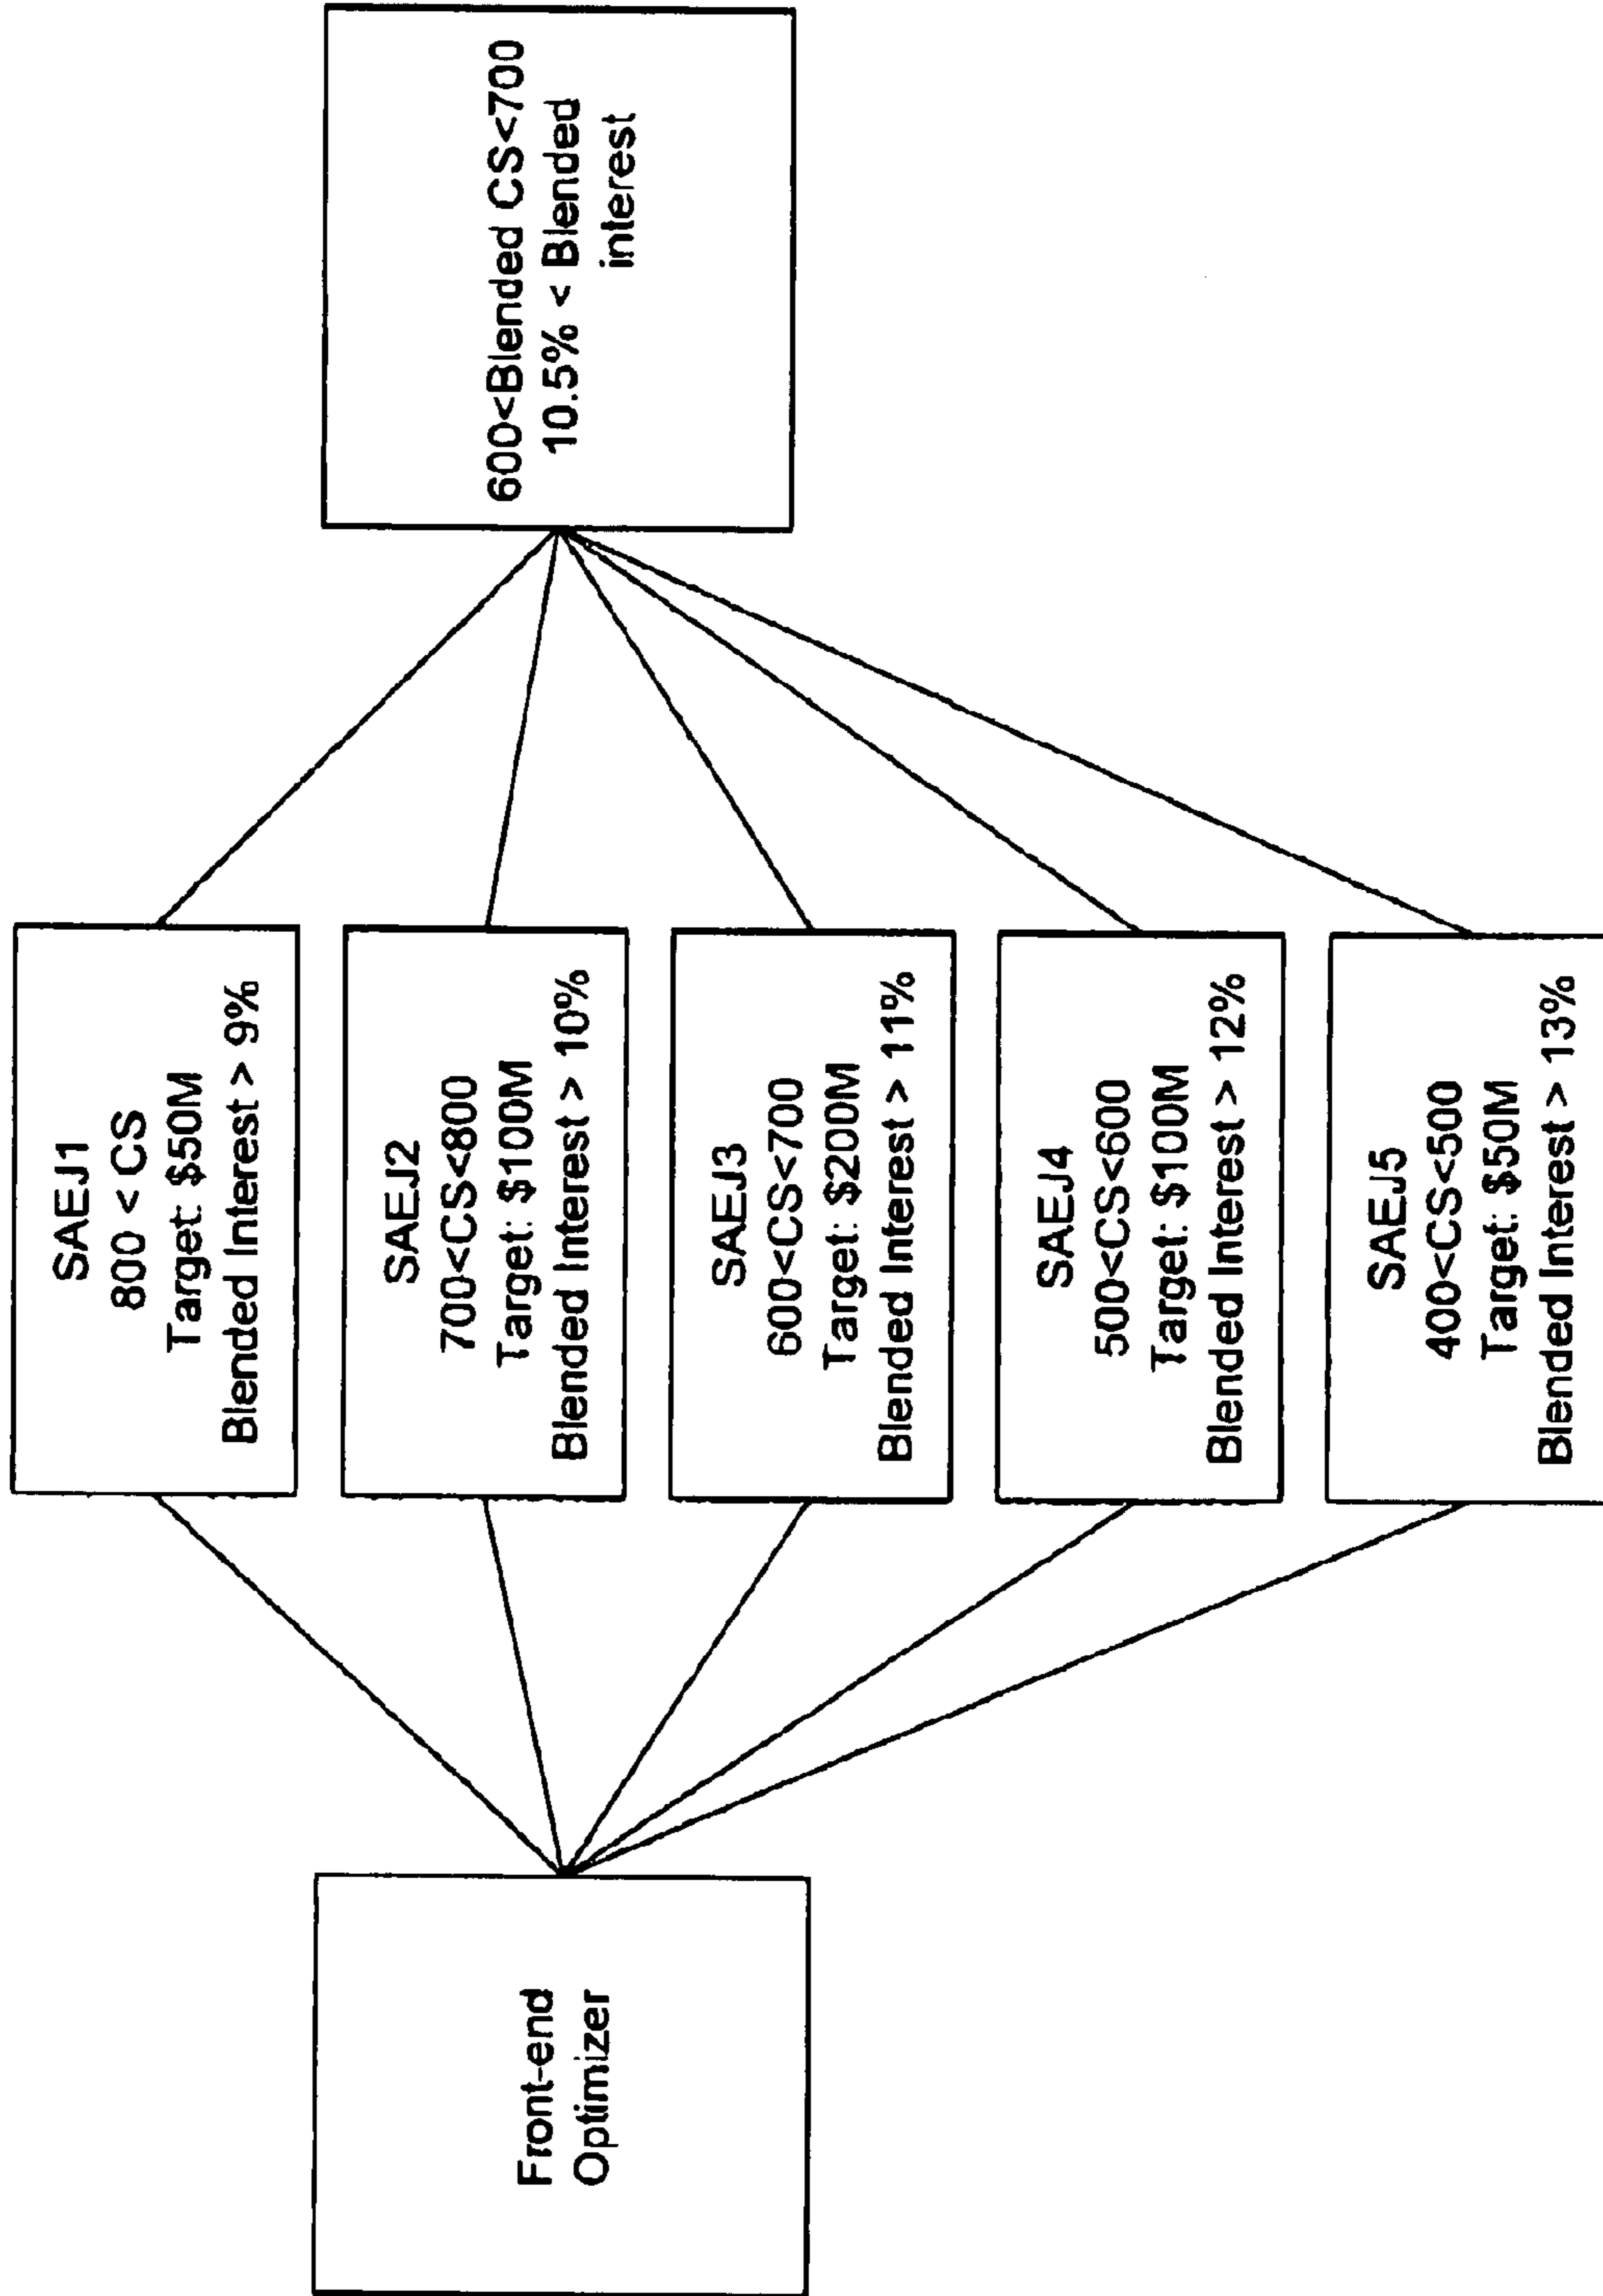 Front-end
Optimizer
SAEJ1
800 < CS
Target: $50M
Blended Interest > 9%
SAEJ2
700<CS<800
Target: $100M
Blended Interest > 10%
SAEJ3
600<CS<700
Target: $200M
Blended Interest > 11%
SAEJ4
500<CS<600
Target: $100M
Blended Interest > 12%
SAEJ5
400<CS<500
Target: $50M
Blended Interest > 13%
600<Blended CS<700
10.5% < Blended
interest